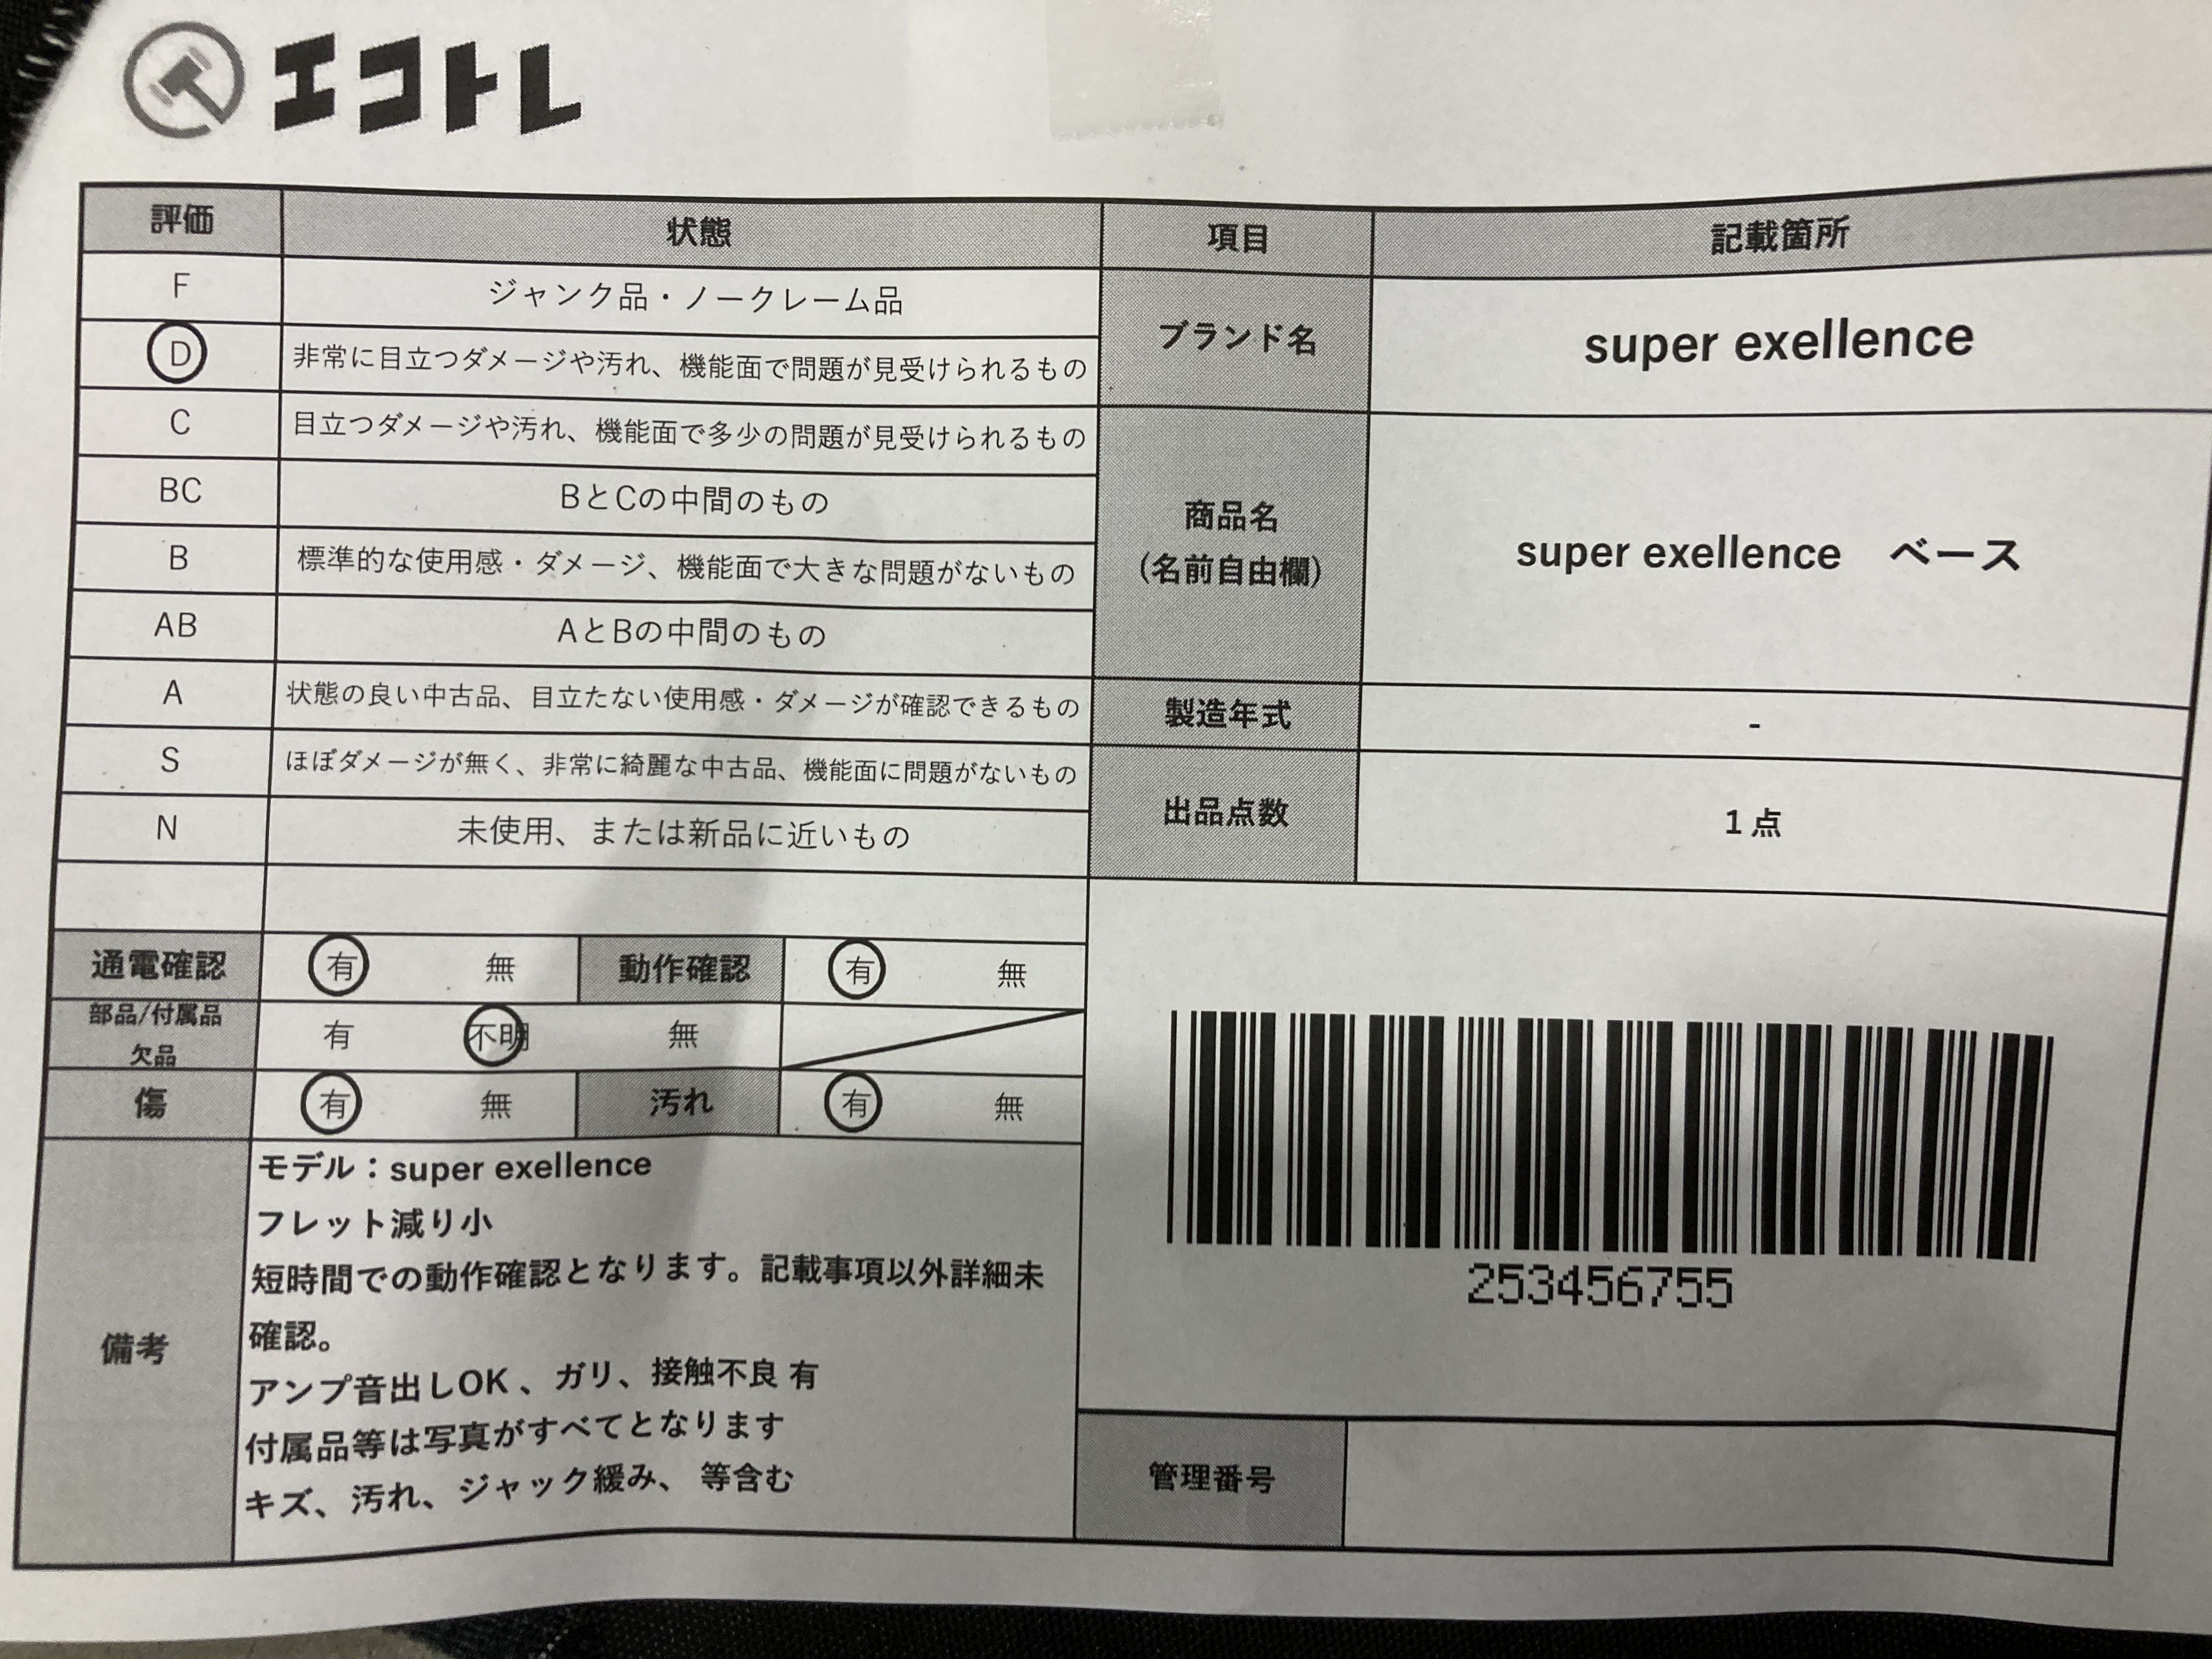 エコトレ
評価 状態 項目 記載箇所
F ジャンク品・ノークレーム品
D 非常に目立つダメージや汚れ、機能面で問題が見受けられるもの
ブランド名 super exellence
C 目立つダメージや汚れ、機能面で多少の問題が見受けられるもの
BC BとCの中間のもの
商品名
(名前自由欄)
super exellence ベース
B 標準的な使用感・ダメージ、機能面で大きな問題がないもの
AB AとBの中間のもの
A 状態の良い中古品、目立たない使用感・ダメージが確認できるもの
製造年式 -
S ほぼダメージが無く、非常に綺麗な中古品、機能面に問題がないもの
出品点数 1点
N 未使用、または新品に近いもの
通電確認 有 無 動作確認 有 無
部品/付属品
欠品
有 不明 無
傷 有 無 汚れ 有 無
備考
モデル：super exellence
フレット減り小
短時間での動作確認となります。記載事項以外詳細未
確認。
アンプ音出しOK、ガリ、接触不良 有
付属品等は写真がすべてとなります
キズ、汚れ、ジャック緩み、 等含む
253456755
管理番号